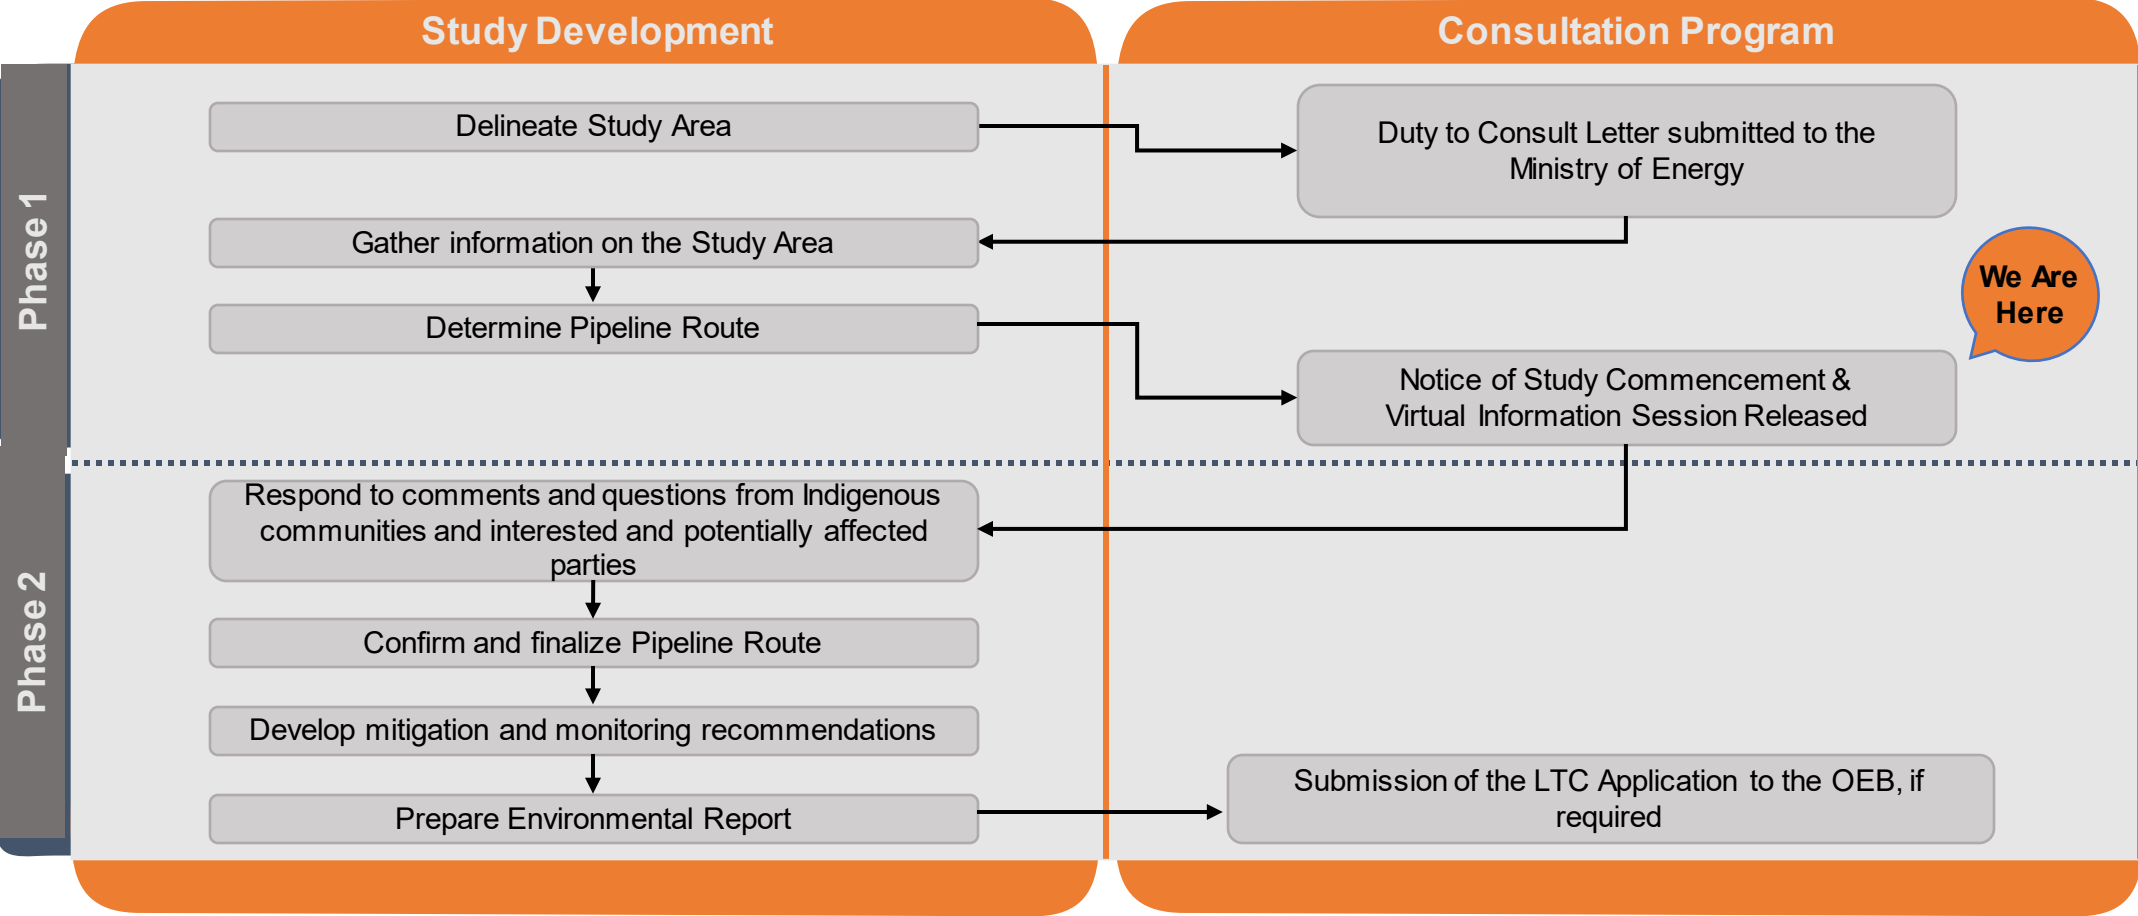 Study Development
Consultation Program
Phase 1
Delineate Study Area
Duty to Consult Letter submitted to the
Ministry of Energy
Gather information on the Study Area
We Are
Here
Determine Pipeline Route
Notice of Study Commencement &
Virtual Information Session Released
Phase 2
Respond to comments and questions from Indigenous
communities and interested and potentially affected
parties
Confirm and finalize Pipeline Route
Develop mitigation and monitoring recommendations
Prepare Environmental Report
Submission of the LTC Application to the OEB, if
required